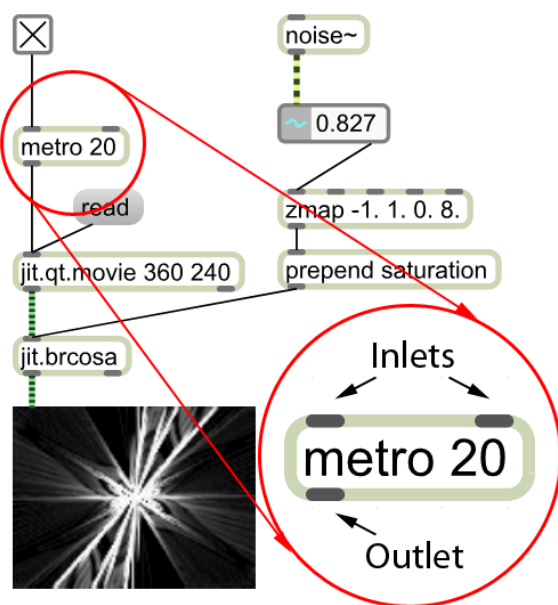 noise~
~ 0.827
metro 20
read
zmap -1. 1. 0. 8.
jit.qt.movie 360 240
prepend saturation
jit.brcosa
Inlets
metro 20
Outlet